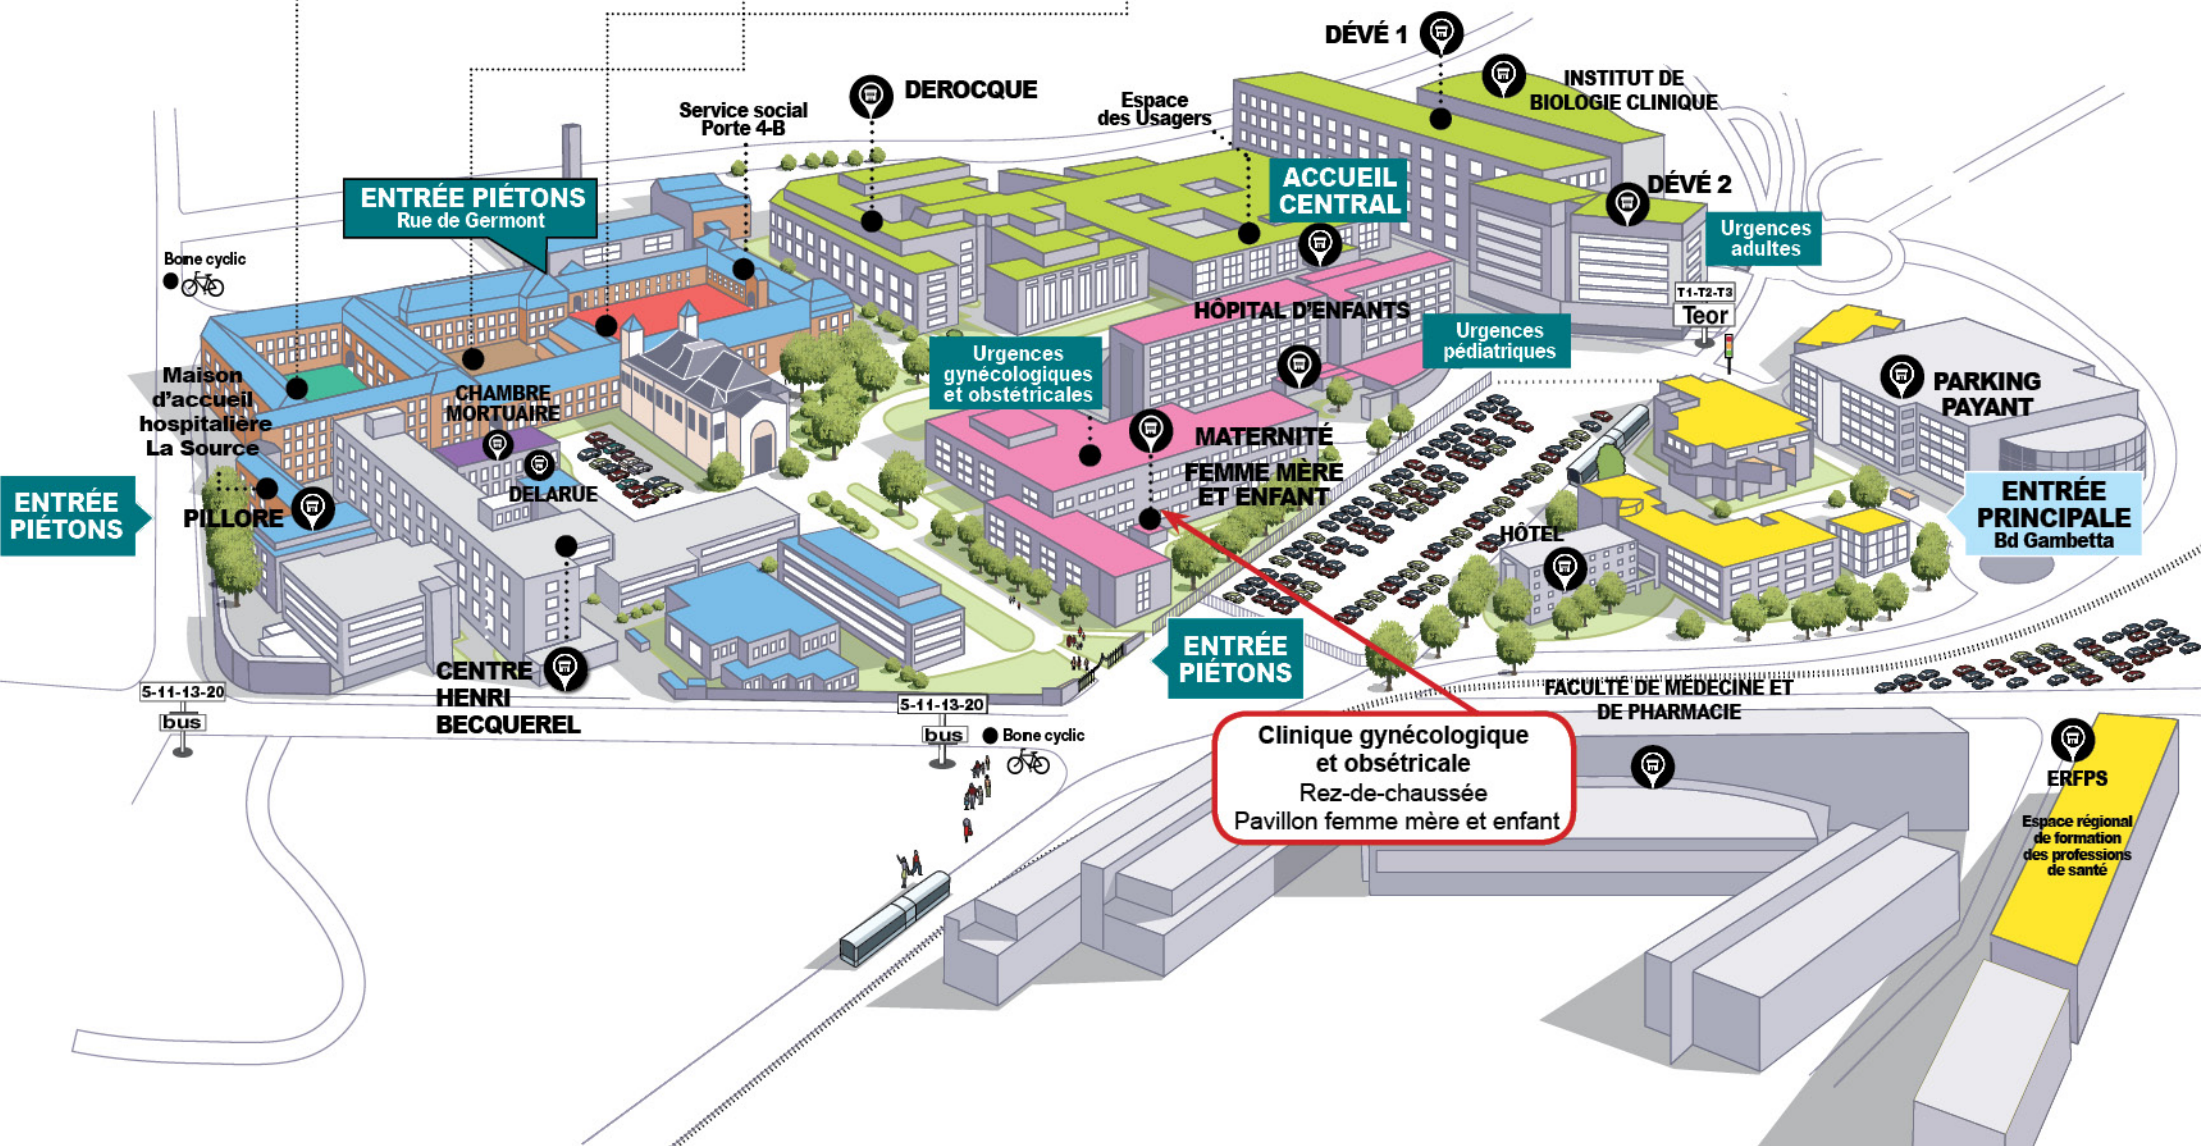 DÉVÉ 1
INSTITUT DE
BIOLOGIE CLINIQUE
DEROCQUE
Service social
Porte 4-B
Espace
des Usagers
ENTRÉE PIÉTONS
Rue de Germont
ACCUEIL
CENTRAL
DÉVÉ 2
Urgences
adultes
Borne cyclic
T1-T2-T3
Teor
HÔPITAL D'ENFANTS
Urgences
pédiatriques
Urgences
gynécologiques
et obstétricales
Maison
d'accueil
hospitalière
La Source
CHAMBRE
MORTUAIRE
DELARUE
PARKING
PAYANT
MATERNITÉ
FEMME MÈRE
ET ENFANT
ENTRÉE
PIÉTONS
PILLORE
HÔTEL
ENTRÉE
PRINCIPALE
Bd Gambetta
ENTRÉE
PIÉTONS
CENTRE
HENRI
BECQUEREL
5-11-13-20
bus
5-11-13-20
bus
Borne cyclic
FACULTÉ DE MÉDECINE ET
DE PHARMACIE
Clinique gynécologique
et obsétricale
Rez-de-chaussée
Pavillon femme mère et enfant
ERFPS
Espace régional
de formation
des professions
de santé